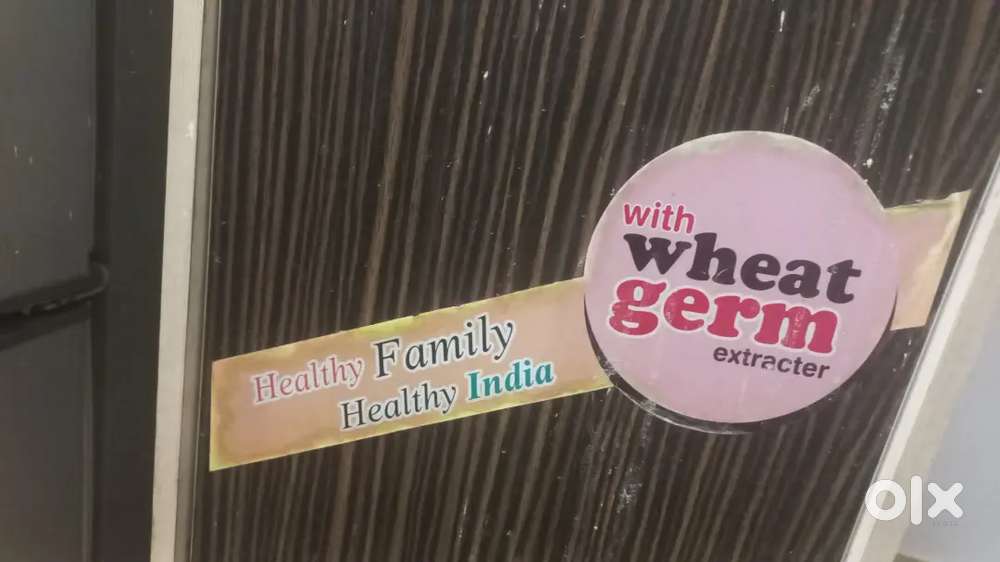 Healthy Family
Healthy India
with
wheat
germ
extracter
olx